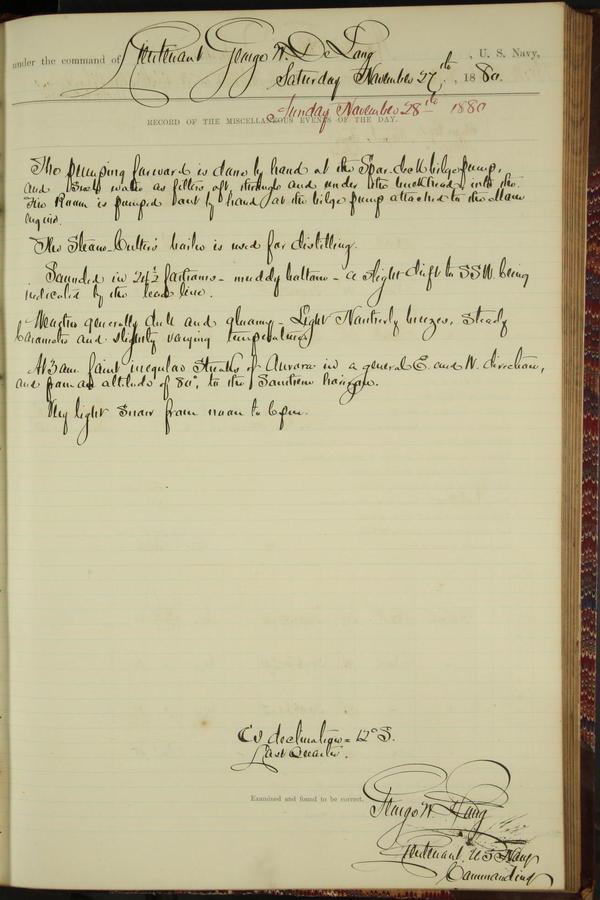 under the command of Lieutenant George W. De Long, U. S. Navy,
Saturday November 27th, 1880.
Sunday November 28th 1880
RECORD OF THE MISCELLANEOUS EVENTS OF THE DAY.
The pumping forward is done by hand at the Spar-deck bilge pump,
and such water as filters aft, through and under the bulkhead into the
Fire Room is pumped out by hand at the bilge pump attached to the Main
engine.
The Steam-Cutter's boiler is used for distilling.
Sounded in 24½ fathoms - muddy bottom - a slight drift to SSW. being
indicated by the lead line.
Weather generally dull and gloomy - Light Northerly breezes, steady
barometer and slightly varying temperatures.
At 3 am faint irregular Streaks of Aurora in a general E. and W. direction,
and from an altitude of 80°, to the Southern horizon.
Very light Snow from noon to 6 pm.
declination = 12° S.
Last Quarter.
Examined and found to be correct.
George W. De Long
Lieutenant, U.S. Navy
Commanding